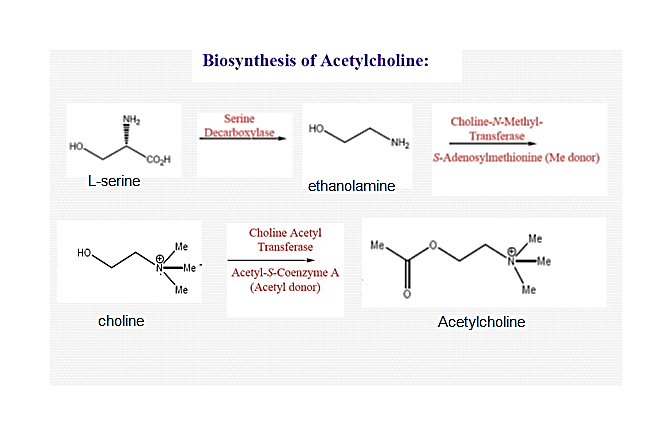 Biosynthesis of Acetylcholine:
NH₂
HO
CO₂H
L-serine
Serine
Decarboxylase
HO
NH₂
ethanolamine
Choline-N-Methyl-
Transferase
S-Adenosylmethionine (Me donor)
HO
Me
N
⊕
Me
Me
choline
Choline Acetyl
Transferase
Acetyl-S-Coenzyme A
(Acetyl donor)
Me
O
O
⊕
N
Me
Me
Me
Acetylcholine